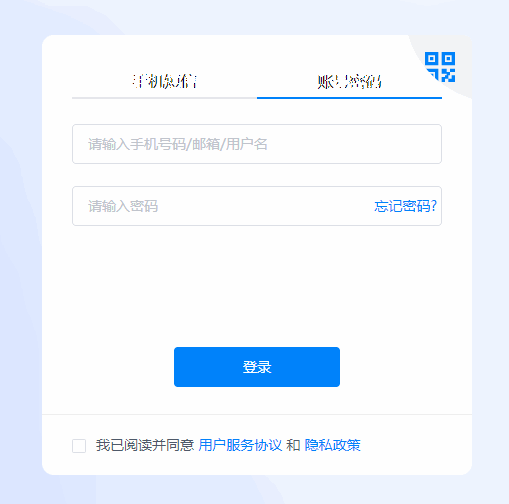 手机短信 账号密码
请输入手机号码/邮箱/用户名
请输入密码 忘记密码?
登录
我已阅读并同意 用户服务协议 和 隐私政策